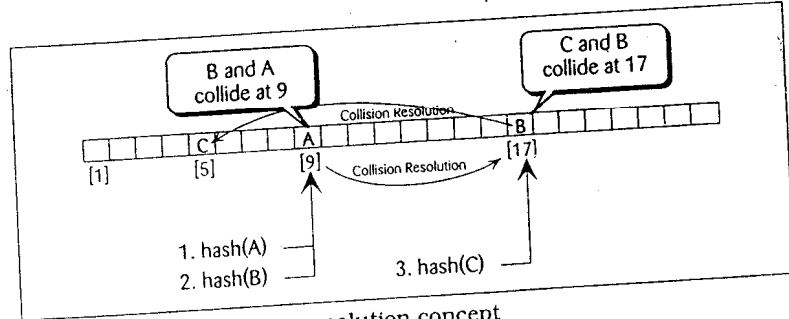 B and A
collide at 9
C and B
collide at 17
Collision Resolution
C
A
B
[1]
[5]
[9]
[17]
Collision Resolution
1. hash(A)
2. hash(B)
3. hash(C)
olution concept